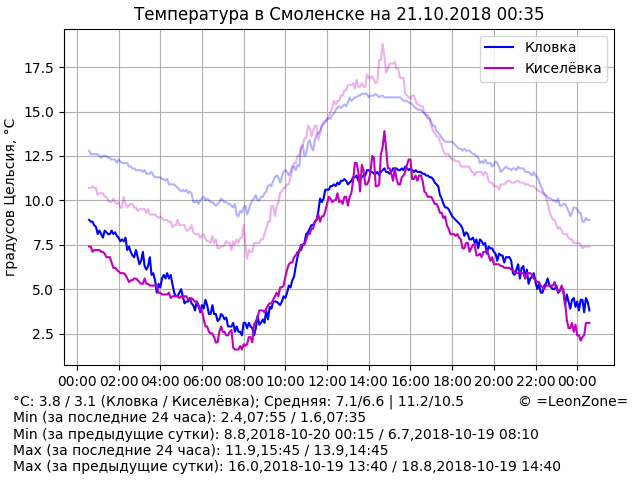 Температура в Смоленске на 21.10.2018 00:35
Кловка
Киселёвка
градусов Цельсия, °C
17.5
15.0
12.5
10.0
7.5
5.0
2.5
00:00 02:00 04:00 06:00 08:00 10:00 12:00 14:00 16:00 18:00 20:00 22:00 00:00
°C: 3.8 / 3.1 (Кловка / Киселёвка); Средняя: 7.1/6.6 | 11.2/10.5 © =LeonZone=
Min (за последние 24 часа): 2.4,07:55 / 1.6,07:35
Min (за предыдущие сутки): 8.8,2018-10-20 00:15 / 6.7,2018-10-19 08:10
Max (за последние 24 часа): 11.9,15:45 / 13.9,14:45
Max (за предыдущие сутки): 16.0,2018-10-19 13:40 / 18.8,2018-10-19 14:40